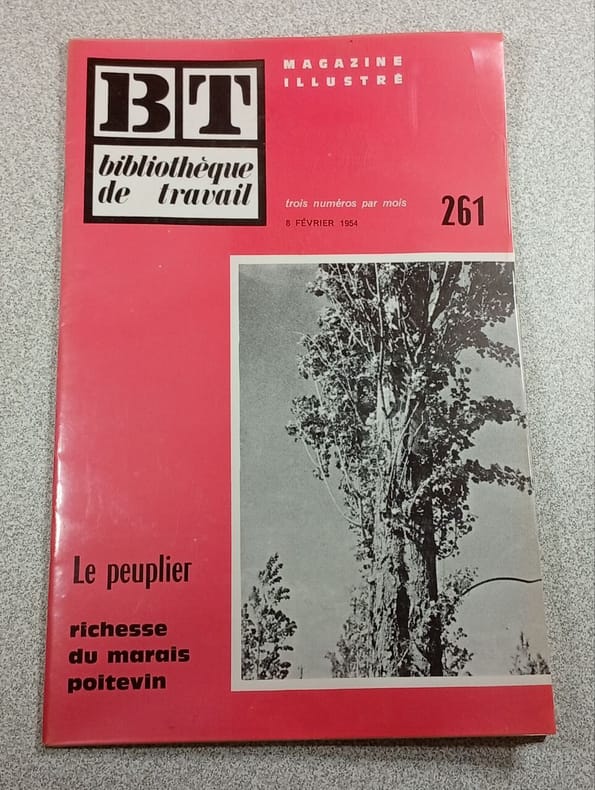 BT
bibliothèque
de travail
MAGAZINE
ILLUSTRÉ
trois numéros par mois
8 FÉVRIER 1954
261
Le peuplier
richesse
du marais
poitevin